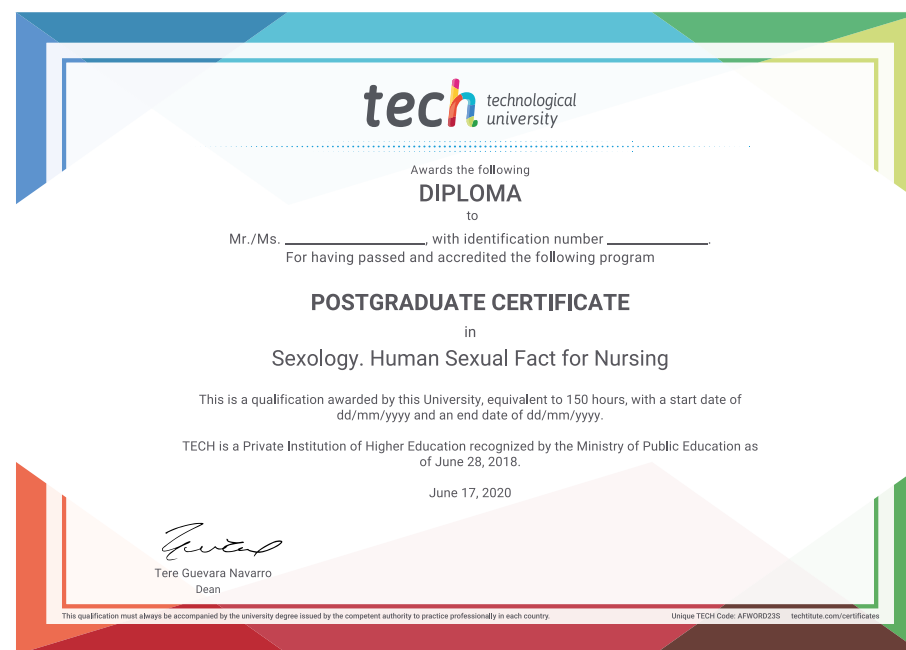 tech technological
university
Awards the following
DIPLOMA
to
Mr./Ms. ____________, with identification number ____________.
For having passed and accredited the following program
POSTGRADUATE CERTIFICATE
in
Sexology. Human Sexual Fact for Nursing
This is a qualification awarded by this University, equivalent to 150 hours, with a start date of
dd/mm/yyyy and an end date of dd/mm/yyyy.
TECH is a Private Institution of Higher Education recognized by the Ministry of Public Education as
of June 28, 2018.
June 17, 2020
Tere Guevara Navarro
Dean
This qualification must always be accompanied by the university degree issued by the competent authority to practice professionally in each country.
Unique TECH Code: AFWORD23S techtitute.com/certificates